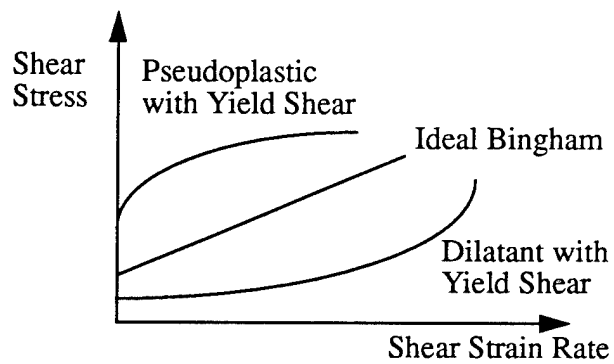 Shear
Stress
Pseudoplastic
with Yield Shear
Ideal Bingham
Dilatant with
Yield Shear
Shear Strain Rate